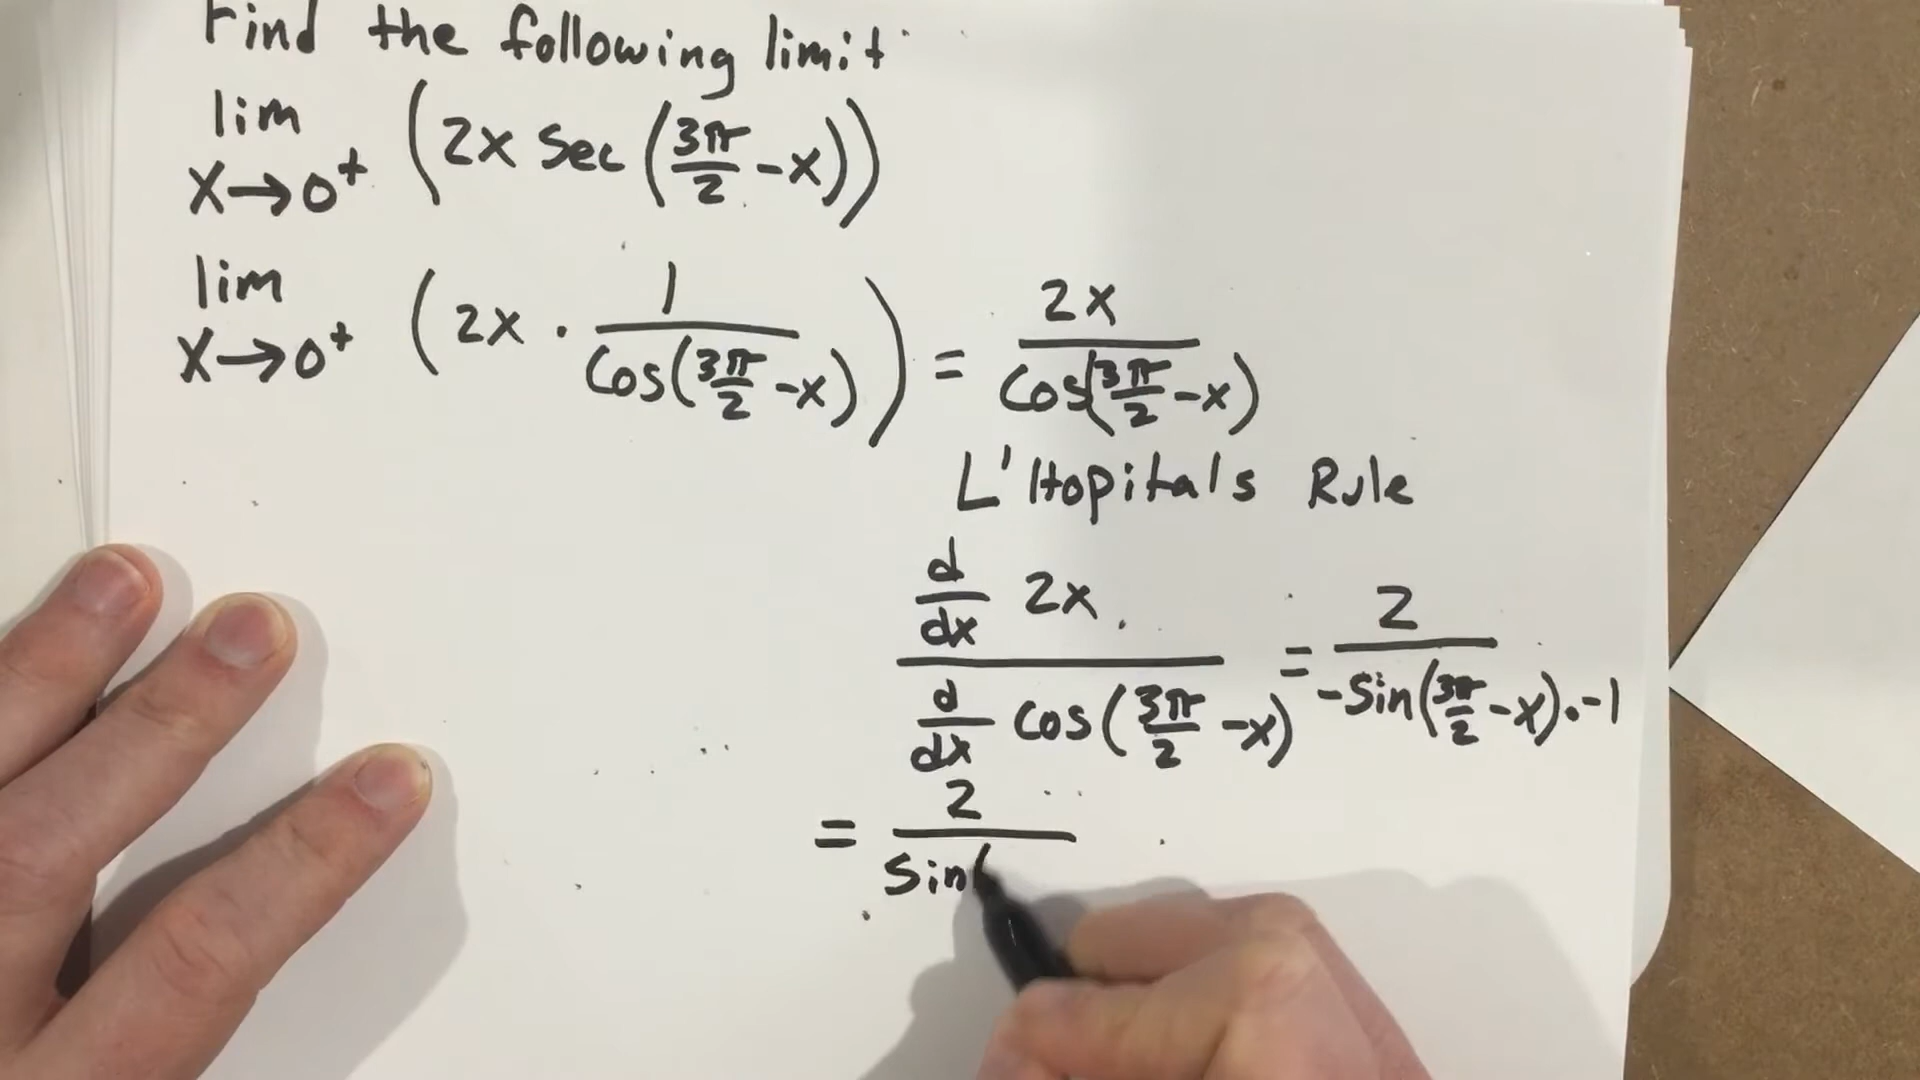 Find the following limit
lim x→0⁺ (2x sec(3π/2 - x))
lim x→0⁺ (2x · 1/cos(3π/2 - x)) = 2x/cos(3π/2 - x)
L'Hopitals Rule
(d/dx 2x)/(d/dx cos(3π/2 - x)) = 2/(-sin(3π/2 - x)·-1)
= 2/sin(